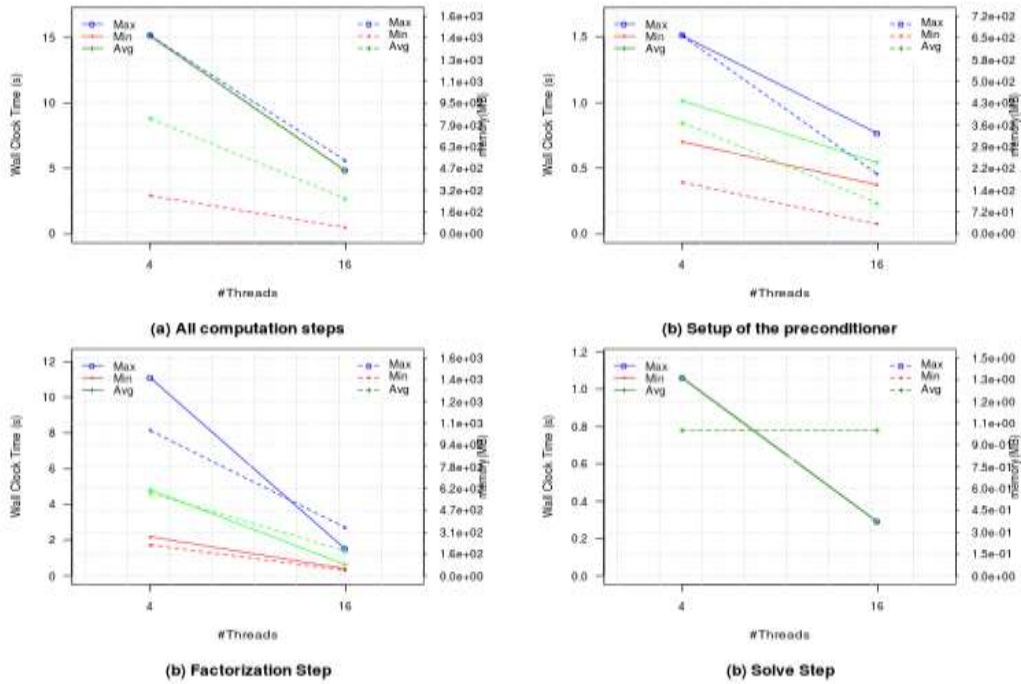 Max
Min
Avg
Max
Min
Avg
Wall Clock Time (s)
15
10
5
0
1.6e+03
1.4e+03
1.3e+03
1.1e+03
9.5e+02
7.9e+02
6.3e+02
4.7e+02
3.2e+02
1.6e+02
0.0e+00
memory(MB)
4
16
#Threads
(a) All computation steps
Max
Min
Avg
Max
Min
Avg
Wall Clock Time (s)
1.5
1.0
0.5
0.0
7.2e+02
6.5e+02
5.8e+02
5.0e+02
4.3e+02
3.6e+02
2.9e+02
2.2e+02
1.4e+02
7.2e+01
0.0e+00
memory(MB)
4
16
#Threads
(b) Setup of the preconditioner
Max
Min
Avg
Max
Min
Avg
Wall Clock Time (s)
12
10
8
6
4
2
0
1.6e+03
1.4e+03
1.2e+03
1.1e+03
9.4e+02
7.8e+02
6.2e+02
4.7e+02
3.1e+02
1.6e+02
0.0e+00
memory(MB)
4
16
#Threads
(b) Factorization Step
Max
Min
Avg
Max
Min
Avg
Wall Clock Time (s)
1.2
1.0
0.8
0.6
0.4
0.2
0.0
1.5e+00
1.3e+00
1.2e+00
1.1e+00
9.0e-01
7.5e-01
6.0e-01
4.5e-01
3.0e-01
1.5e-01
0.0e+00
memory(MB)
4
16
#Threads
(b) Solve Step